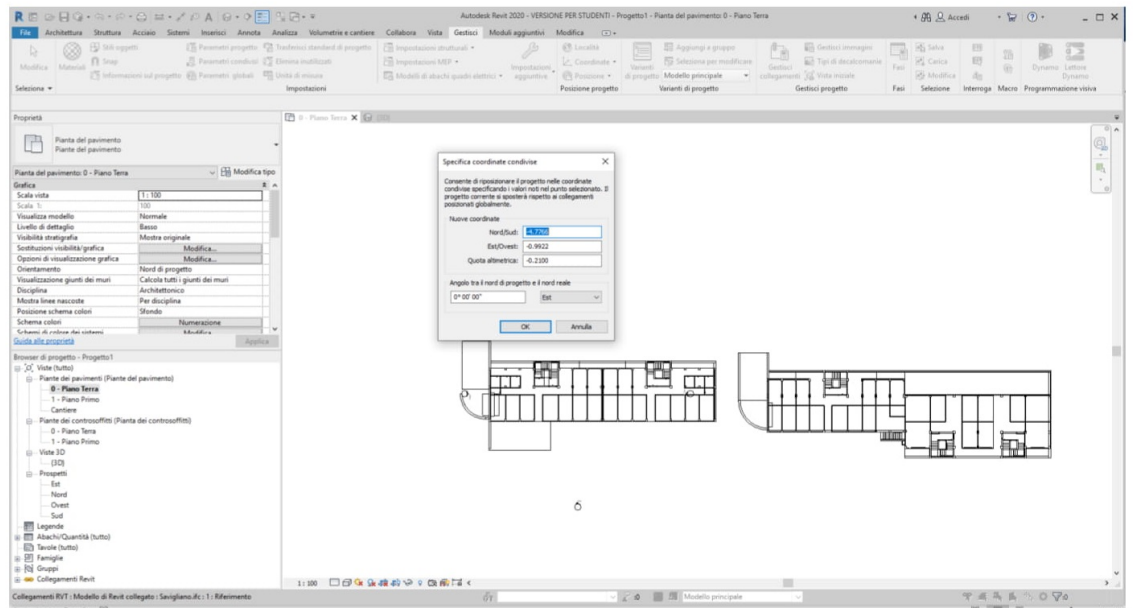 Autodesk Revit 2020 - VERSIONE PER STUDENTI - Progetto1 - Pianta del pavimento: 0 - Piano Terra
Accedi
File Architettura Struttura Acciaio Sistemi Inserisci Annota Analizza Volumetrie e cantiere Collabora Vista Gestisci Moduli aggiuntivi Modifica
Modifica
Materiali
Stili oggetti
Snap
Informazioni sul progetto
Parametri progetto
Parametri condivisi
Parametri globali
Trasferisci standard di progetto
Elimina inutilizzati
Unità di misura
Impostazioni strutturali
Impostazioni MEP
Modelli di abachi quadro elettrici
Impostazioni aggiuntive
Località
Coordinate
Posizione
Varianti di progetto
Aggiungi a gruppo
Seleziona per modificare
Modello principale
Gestisci collegamenti
Gestisci immagini
Tipi di decalcomanie
Vista iniziale
Fasi
Salva
Carica
Modifica
Dynamo
Lettore Dynamo
Seleziona
Impostazioni
Posizione progetto
Varianti di progetto
Gestisci progetto
Fasi
Selezione
Interroga
Macro
Programmazione visiva
Proprietà
0 - Piano Terra
Pianta del pavimento
Piante del pavimento
Pianta del pavimento: 0 - Piano Terra
Modifica tipo
Grafica
Scala vista 1 : 100
Scala 1: 100
Visualizza modello Normale
Livello di dettaglio Basso
Visibilità stratigrafia Mostra originale
Sostituzioni visibilità/grafica Modifica...
Opzioni di visualizzazione grafica Modifica...
Orientamento Nord di progetto
Visualizzazione giunti dei muri Calcola tutti i giunti dei muri
Disciplina Architettonico
Mostra linee nascoste Per disciplina
Posizione schema colori Sfondo
Schema colori Numerazione
Schemi di colore dei sistemi Modifica
Guida alle proprietà
Applica
Specifica coordinate condivise
Consente di riposizionare il progetto nelle coordinate
condivise specificando i valori noti nel punto selezionato. Il
progetto corrente si sposterà rispetto ai collegamenti
posizionati globalmente.
Nuove coordinate
Nord/Sud: -4.7766
Est/Ovest: -0.9922
Quota altimetrica: -0.2100
Angolo tra il nord di progetto e il nord reale
0° 00' 00" Est
OK Annulla
Browser di progetto - Progetto1
Viste (tutto)
Piante dei pavimenti (Piante del pavimento)
0 - Piano Terra
1 - Piano Primo
Cantiere
Piante dei controsoffitti (Pianta dei controsoffitti)
0 - Piano Terra
1 - Piano Primo
Viste 3D
{3D}
Prospetti
Est
Nord
Ovest
Sud
Legende
Abachi/Quantità (tutto)
Tavole (tutto)
Famiglie
Gruppi
Collegamenti Revit
1 : 100
Collegamenti RVT : Modello di Revit collegato : Savigliano.ifc : 1 : Riferimento
:0
Modello principale
:0